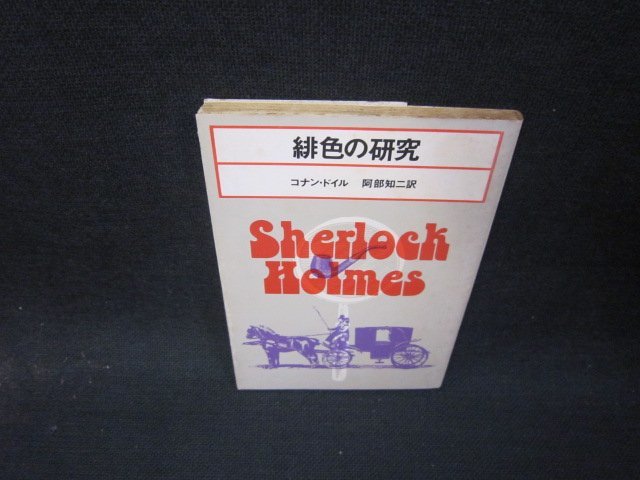 緋色の研究
コナン・ドイル 阿部知二訳
Sherlock
Holmes